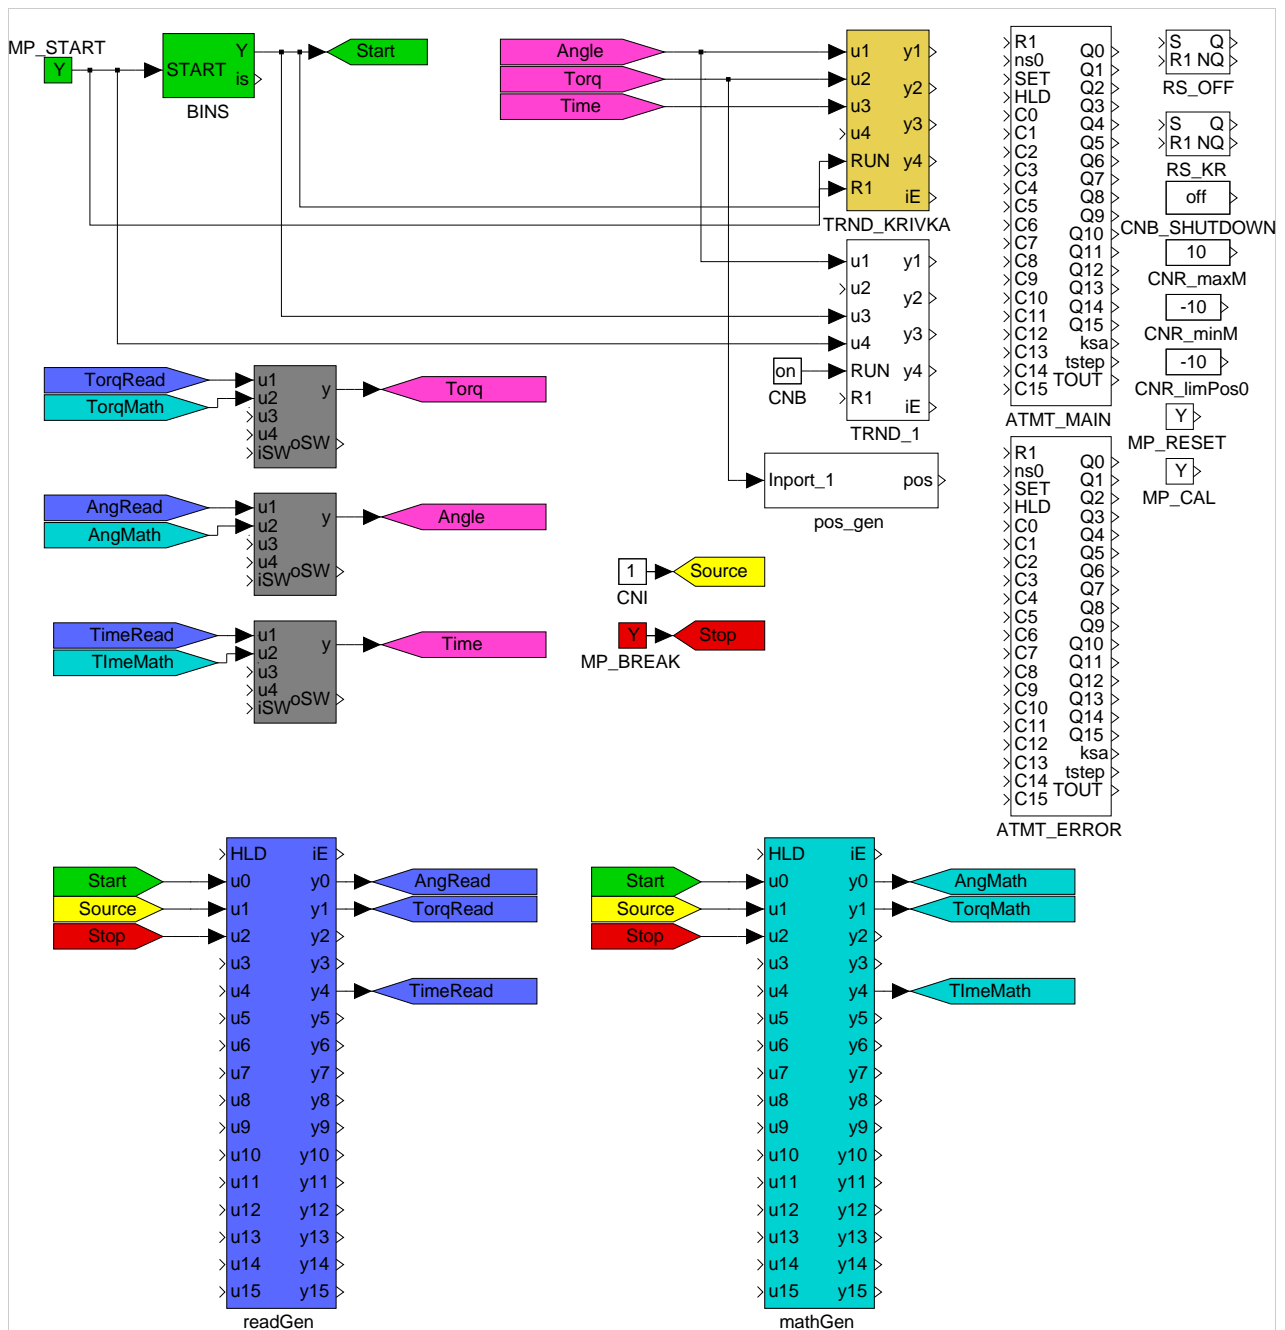 MP_START
Y
START
Y
is
BINS
Start
Angle
Torq
Time
u1
u2
u3
u4
RUN
R1
y1
y2
y3
y4
iE
TRND_KRIVKA
u1
u2
u3
u4
RUN
R1
y1
y2
y3
y4
iE
TRND_1
on
CNB
Inport_1
pos
pos_gen
R1
ns0
SET
HLD
C0
C1
C2
C3
C4
C5
C6
C7
C8
C9
C10
C11
C12
C13
C14
C15
Q0
Q1
Q2
Q3
Q4
Q5
Q6
Q7
Q8
Q9
Q10
Q11
Q12
Q13
Q14
Q15
ksa
tstep
TOUT
ATMT_MAIN
S Q
R1 NQ
RS_OFF
S Q
R1 NQ
RS_KR
off
CNB_SHUTDOWN
10
CNR_maxM
-10
CNR_minM
-10
CNR_limPos0
Y
MP_RESET
Y
MP_CAL
R1
ns0
SET
HLD
C0
C1
C2
C3
C4
C5
C6
C7
C8
C9
C10
C11
C12
C13
C14
C15
Q0
Q1
Q2
Q3
Q4
Q5
Q6
Q7
Q8
Q9
Q10
Q11
Q12
Q13
Q14
Q15
ksa
tstep
TOUT
ATMT_ERROR
TorqRead
TorqMath
u1
u2
u3
u4
iSW
y
oSW
Torq
AngRead
AngMath
u1
u2
u3
u4
iSW
y
oSW
Angle
TimeRead
TImeMath
u1
u2
u3
u4
iSW
y
oSW
Time
1
CNI
Source
Y
MP_BREAK
Stop
Start
Source
Stop
HLD
u0
u1
u2
u3
u4
u5
u6
u7
u8
u9
u10
u11
u12
u13
u14
u15
iE
y0
y1
y2
y3
y4
y5
y6
y7
y8
y9
y10
y11
y12
y13
y14
y15
readGen
AngRead
TorqRead
TimeRead
Start
Source
Stop
HLD
u0
u1
u2
u3
u4
u5
u6
u7
u8
u9
u10
u11
u12
u13
u14
u15
iE
y0
y1
y2
y3
y4
y5
y6
y7
y8
y9
y10
y11
y12
y13
y14
y15
mathGen
AngMath
TorqMath
TImeMath